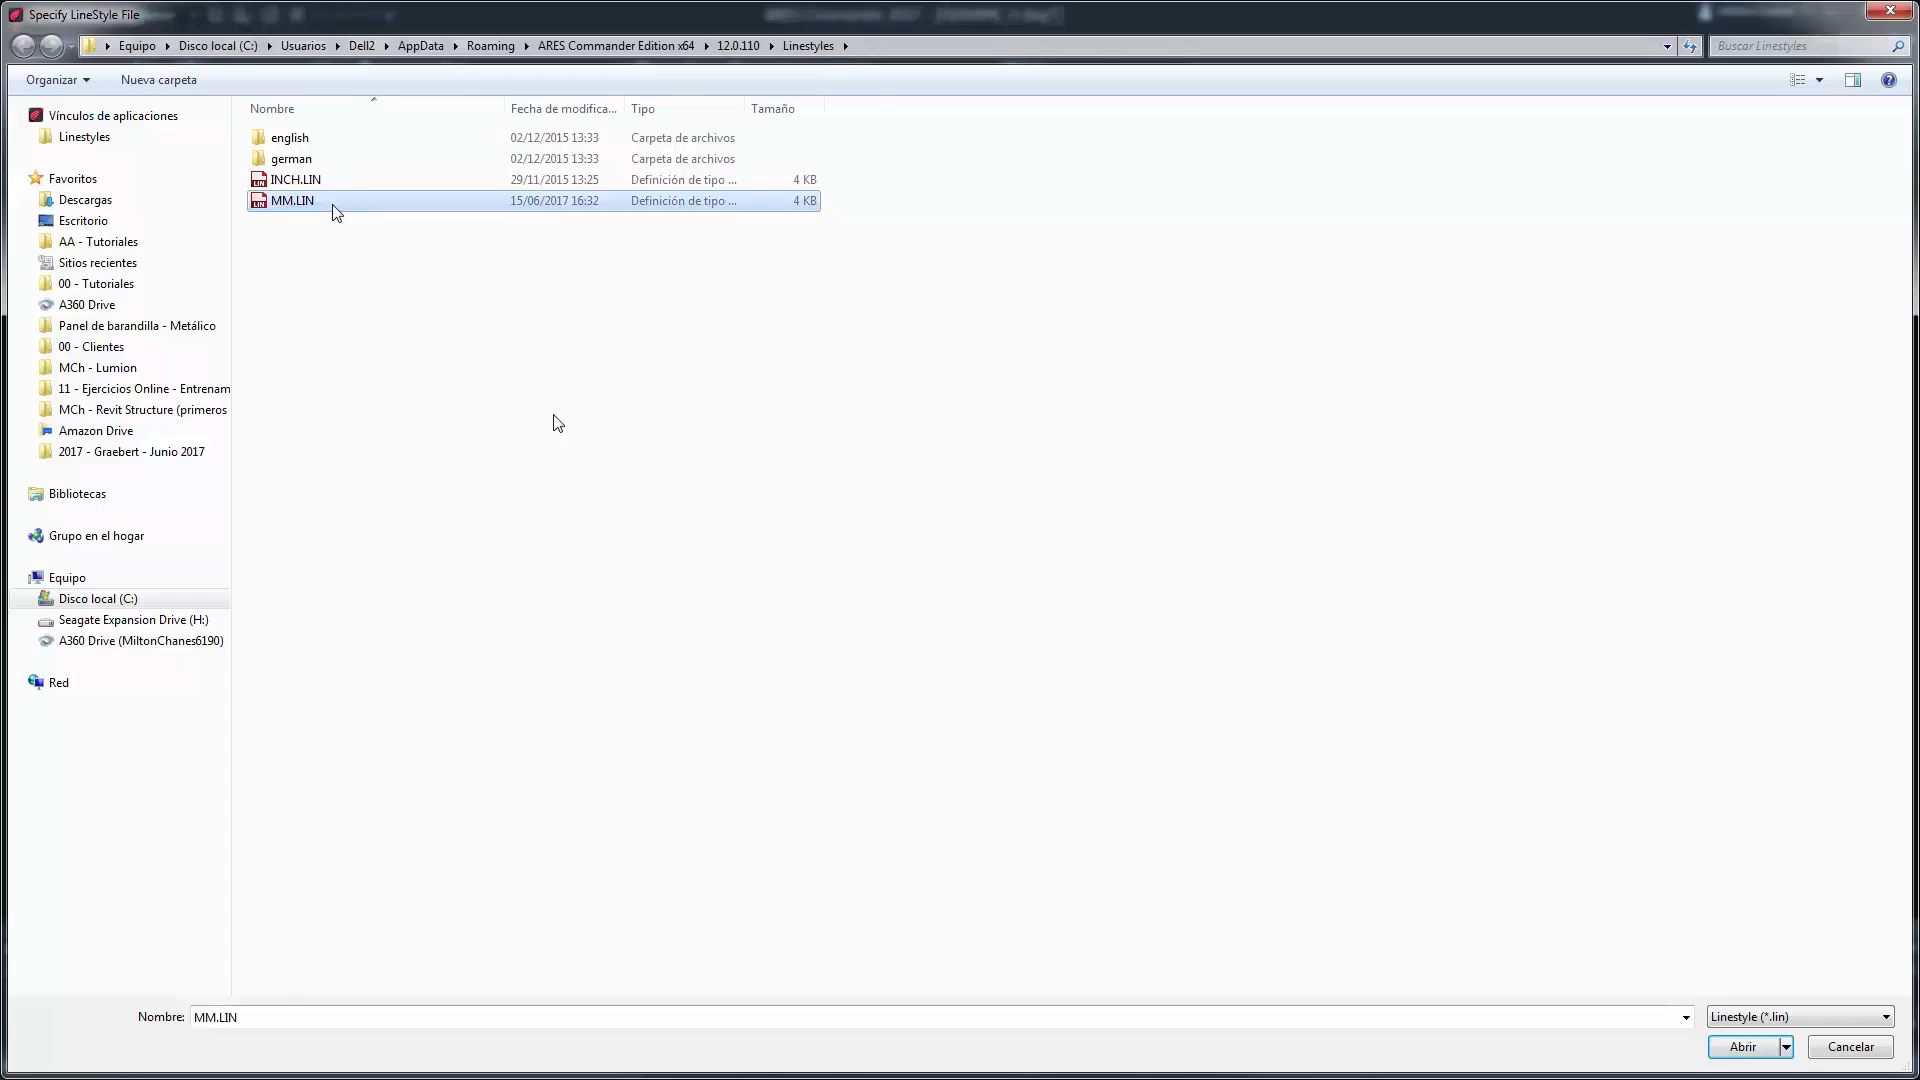 Specify LineStyle File
Equipo Disco local (C:) Usuarios Dell2 AppData Roaming ARES Commander Edition x64 12.0.110 Linestyles
Buscar Linestyles
Organizar Nueva carpeta
Nombre Fecha de modifica... Tipo Tamaño
english 02/12/2015 13:33 Carpeta de archivos
german 02/12/2015 13:33 Carpeta de archivos
INCH.LIN 29/11/2015 13:25 Definición de tipo ... 4 KB
MM.LIN 15/06/2017 16:32 Definición de tipo ... 4 KB
Vínculos de aplicaciones
Linestyles
Favoritos
Descargas
Escritorio
AA - Tutoriales
Sitios recientes
00 - Tutoriales
A360 Drive
Panel de barandilla - Metálico
00 - Clientes
MCh - Lumion
11 - Ejercicios Online - Entrenam
MCh - Revit Structure (primeros
Amazon Drive
2017 - Graebert - Junio 2017
Bibliotecas
Grupo en el hogar
Equipo
Disco local (C:)
Seagate Expansion Drive (H:)
A360 Drive (MiltonChanes6190)
Red
Nombre: MM.LIN
Linestyle (*.lin)
Abrir Cancelar